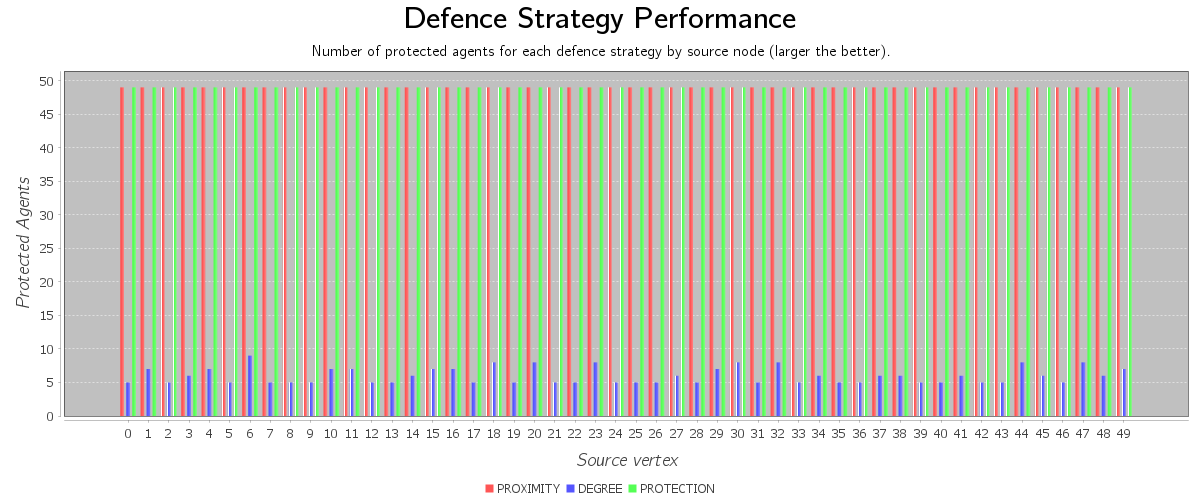 Defence Strategy Performance
Number of protected agents for each defence strategy by source node (larger the better).
50
45
40
35
30
25
20
15
10
5
0
Protected Agents
0 1 2 3 4 5 6 7 8 9 10 11 12 13 14 15 16 17 18 19 20 21 22 23 24 25 26 27 28 29 30 31 32 33 34 35 36 37 38 39 40 41 42 43 44 45 46 47 48 49
Source vertex
PROXIMITY DEGREE PROTECTION